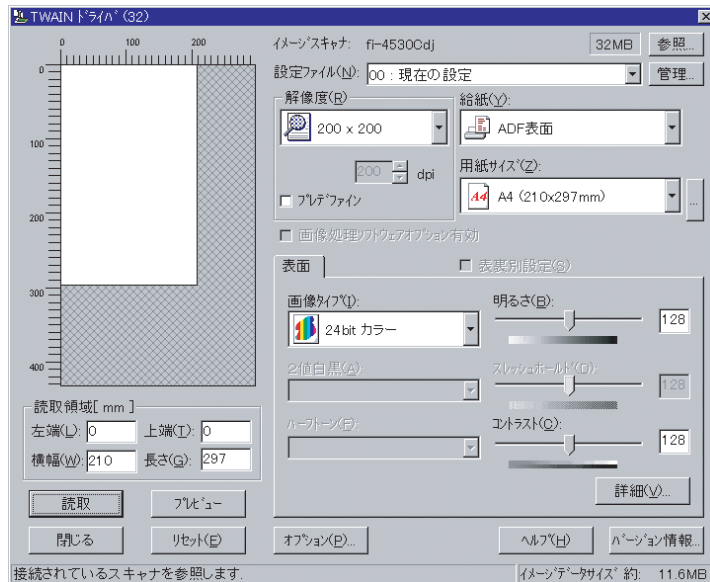 TWAIN ﾄﾞﾗｲﾊﾞ (32)
0 100 200
0
100
200
300
400
ｲﾒｰｼﾞｽｷｬﾅ: fi-4530Cdj 32MB 参照...
設定ﾌｧｲﾙ(N): 00 : 現在の設定 管理...
解像度(R)
200 x 200
200 dpi
ﾌﾟﾚﾃﾞﾌｧｲﾝ
給紙(Y):
ADF表面
用紙ｻｲｽﾞ(Z):
A4 A4 (210x297mm) ...
画像処理ｿﾌﾄｳｪｱｵﾌﾟｼｮﾝ有効
表面 表裏別設定(S)
画像ﾀｲﾌﾟ(I):
24bit カラー
2値白黒(A):
ﾊｰﾌﾄｰﾝ(F):
明るさ(B):
128
ｽﾚｯｼｭﾎｰﾙﾄﾞ(O):
128
ｺﾝﾄﾗｽﾄ(C):
128
詳細(V)...
読取領域[ mm ]
左端(L): 0 上端(T): 0
横幅(W): 210 長さ(G): 297
読取 ﾌﾟﾚﾋﾞｭｰ
閉じる ﾘｾｯﾄ(E) ｵﾌﾟｼｮﾝ(P)... ﾍﾙﾌﾟ(H) ﾊﾞｰｼﾞｮﾝ情報...
接続されているスキャナを参照します. ｲﾒｰｼﾞﾃﾞｰﾀｻｲｽﾞ 約: 11.6MB